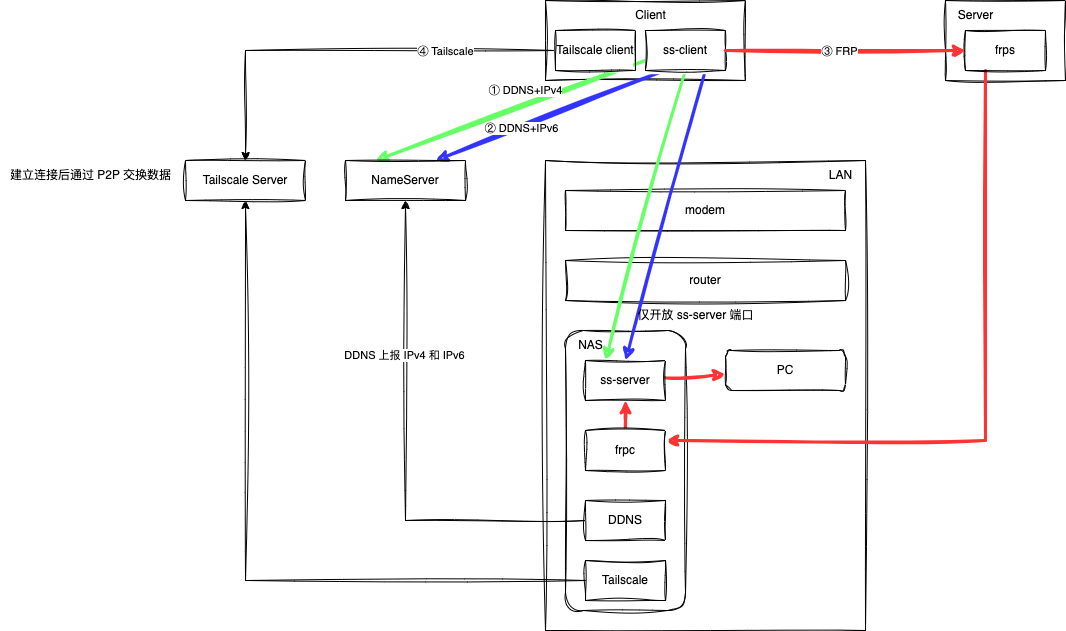 Client
Server
Tailscale client
ss-client
frps
④ Tailscale
③ FRP
① DDNS+IPv4
② DDNS+IPv6
建立连接后通过 P2P 交换数据
Tailscale Server
NameServer
LAN
modem
router
仅开放 ss-server 端口
NAS
DDNS 上报 IPv4 和 IPv6
ss-server
PC
frpc
DDNS
Tailscale